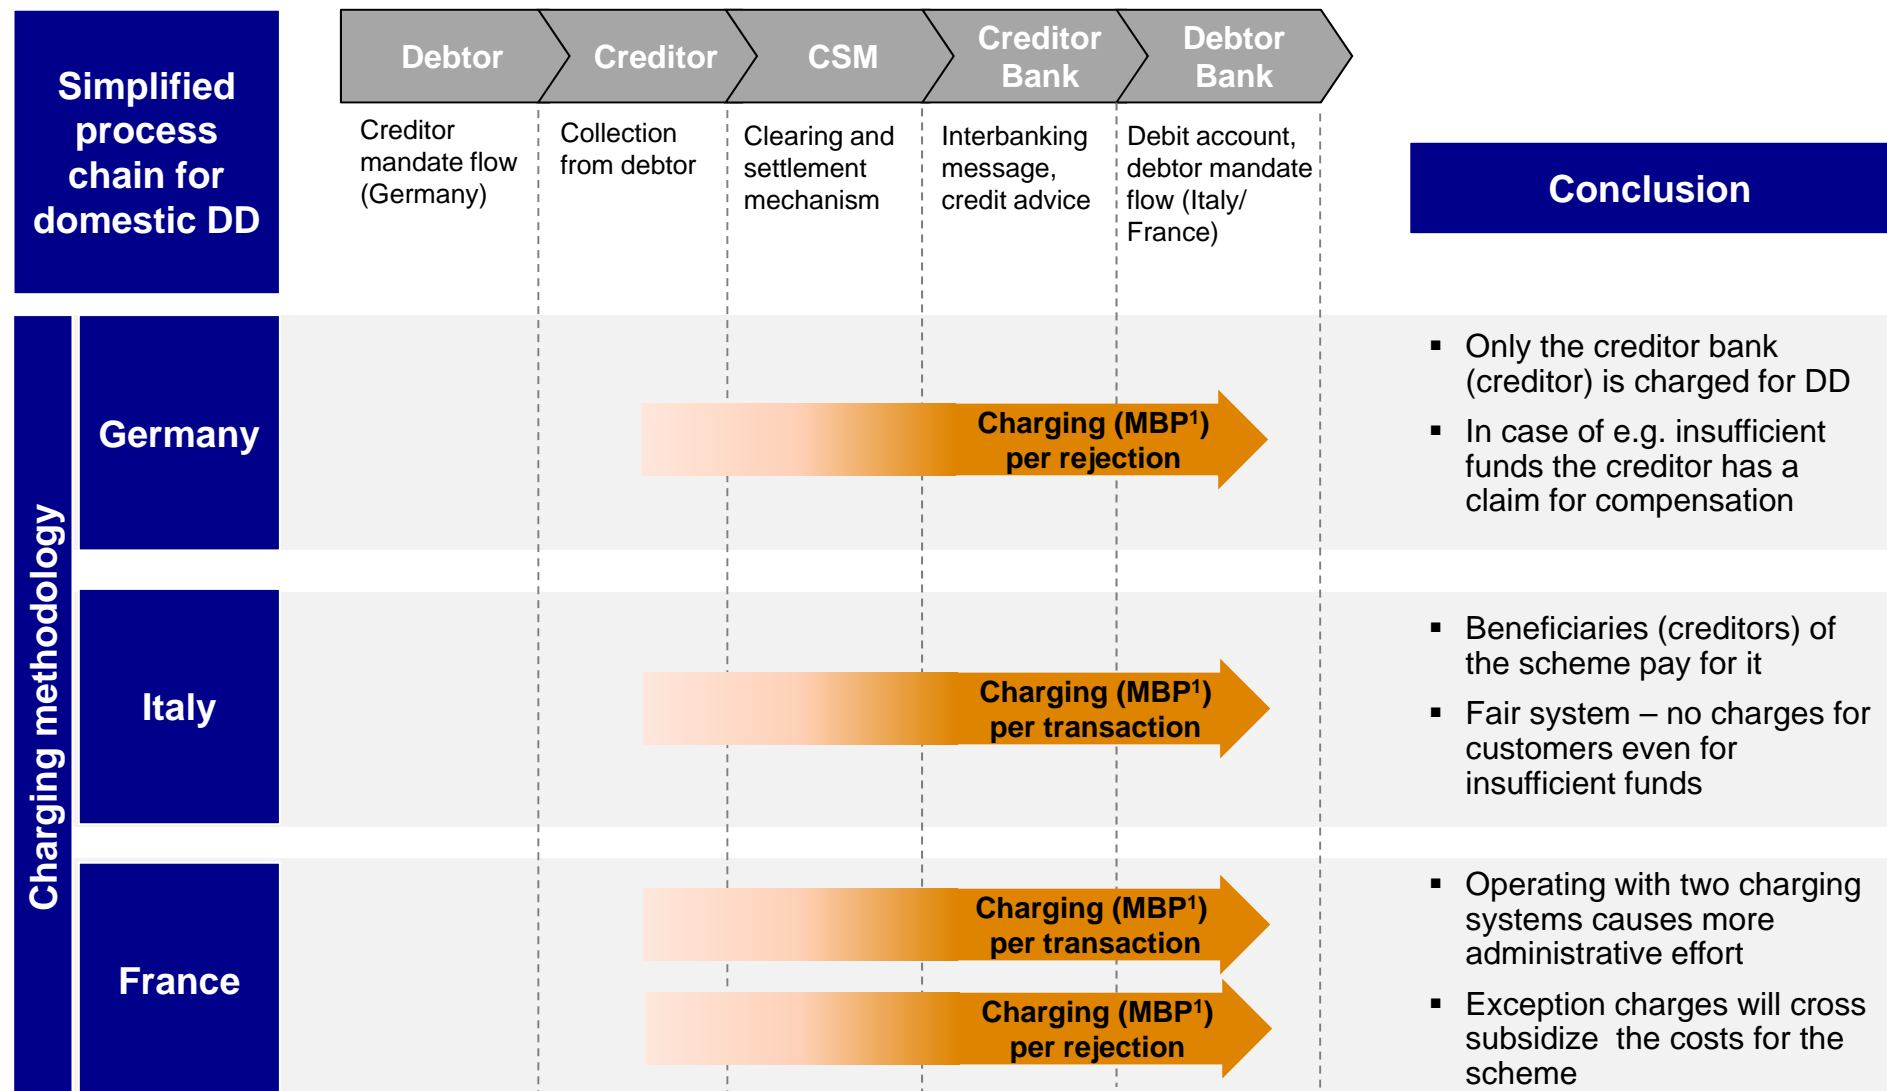 Simplified
process
chain for
domestic DD
Debtor
Creditor
CSM
Creditor
Bank
Debtor
Bank
Creditor
mandate flow
(Germany)
Collection
from debtor
Clearing and
settlement
mechanism
Interbanking
message,
credit advice
Debit account,
debtor mandate
flow (Italy/
France)
Conclusion
Charging methodology
Germany
Charging (MBP¹)
per rejection
▪ Only the creditor bank
(creditor) is charged for DD
▪ In case of e.g. insufficient
funds the creditor has a
claim for compensation
Italy
Charging (MBP¹)
per transaction
▪ Beneficiaries (creditors) of
the scheme pay for it
▪ Fair system – no charges for
customers even for
insufficient funds
France
Charging (MBP¹)
per transaction
Charging (MBP¹)
per rejection
▪ Operating with two charging
systems causes more
administrative effort
▪ Exception charges will cross
subsidize  the costs for the
scheme